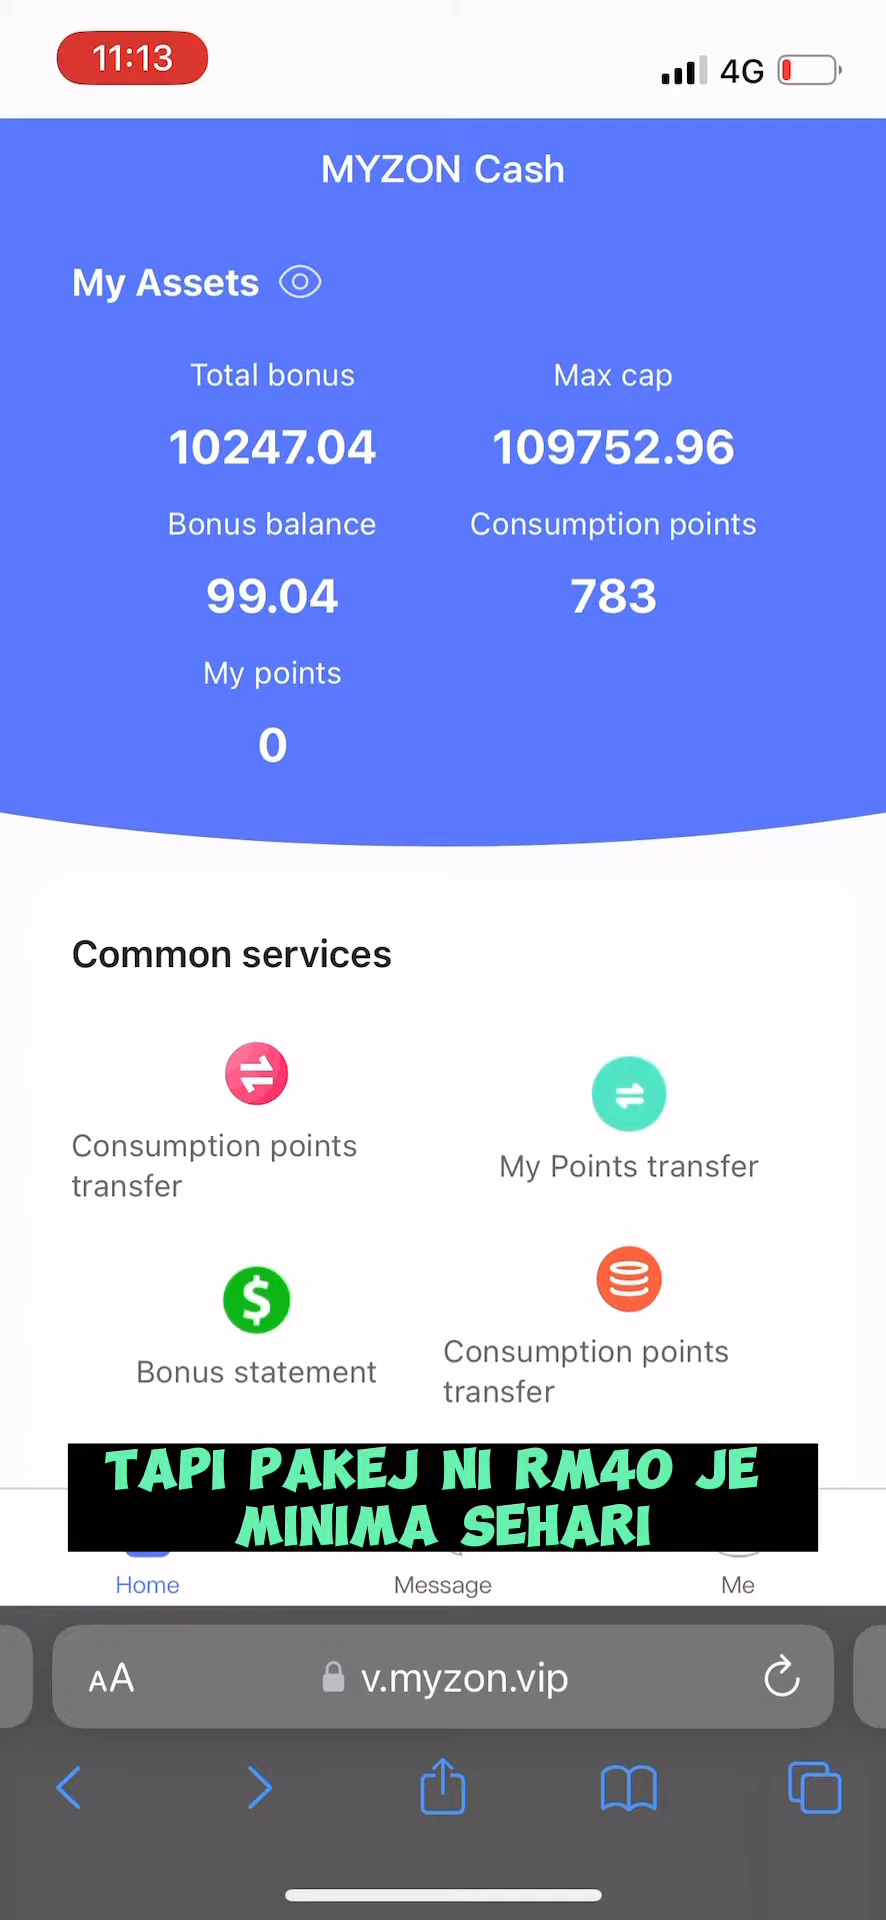 11:13
4G
MYZON Cash
My Assets
Total bonus
Max cap
10247.04
109752.96
Bonus balance
Consumption points
99.04
783
My points
0
Common services
Consumption points
transfer
My Points transfer
Bonus statement
Consumption points
transfer
TAPI PAKEJ NI RM40 JE
MINIMA SEHARI
Home
Message
Me
AA
v.myzon.vip